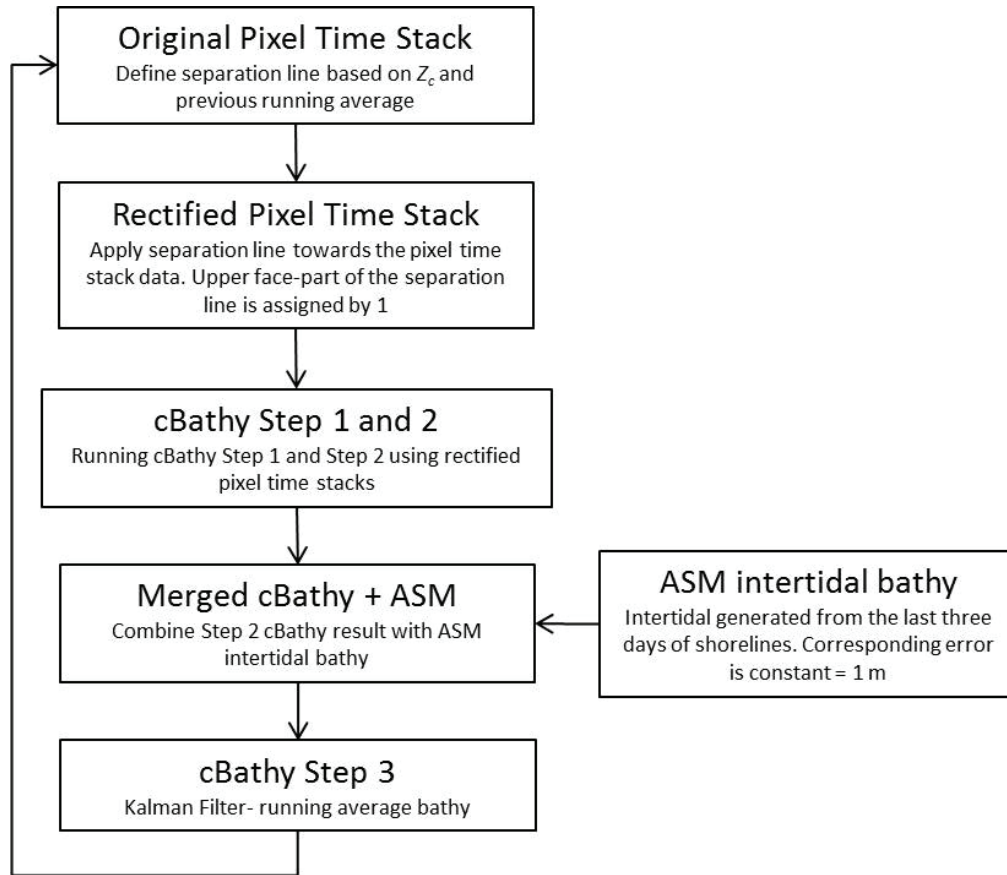 Original Pixel Time Stack
Define separation line based on Zc and
previous running average
Rectified Pixel Time Stack
Apply separation line towards the pixel time
stack data. Upper face-part of the separation
line is assigned by 1
cBathy Step 1 and 2
Running cBathy Step 1 and Step 2 using rectified
pixel time stacks
Merged cBathy + ASM
Combine Step 2 cBathy result with ASM
intertidal bathy
ASM intertidal bathy
Intertidal generated from the last three
days of shorelines. Corresponding error
is constant = 1 m
cBathy Step 3
Kalman Filter- running average bathy